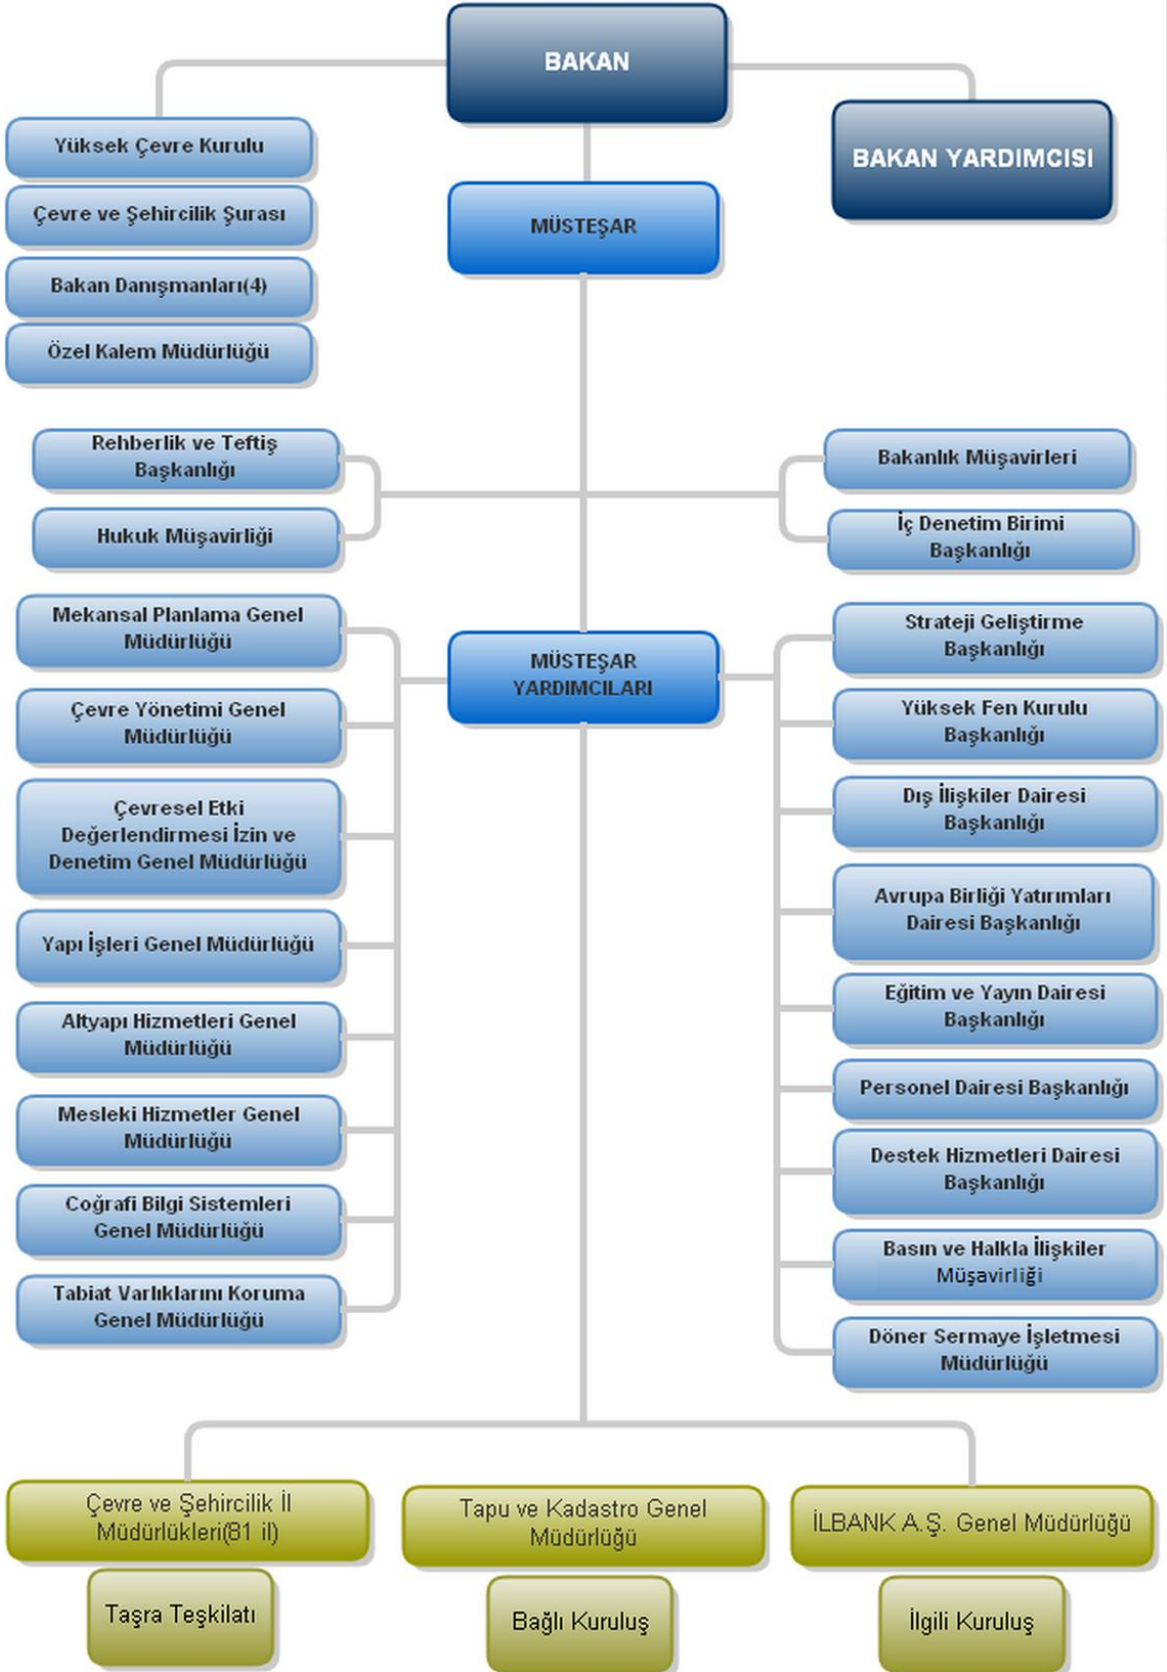 BAKAN
BAKAN YARDIMCISI
Yüksek Çevre Kurulu
Çevre ve Şehircilik Şurası
Bakan Danışmanları(4)
Özel Kalem Müdürlüğü
MÜSTEŞAR
Rehberlik ve Teftiş
Başkanlığı
Hukuk Müşavirliği
Bakanlık Müşavirleri
İç Denetim Birimi
Başkanlığı
MÜSTEŞAR
YARDIMCILARI
Mekansal Planlama Genel
Müdürlüğü
Çevre Yönetimi Genel
Müdürlüğü
Çevresel Etki
Değerlendirmesi İzin ve
Denetim Genel Müdürlüğü
Yapı İşleri Genel Müdürlüğü
Altyapı Hizmetleri Genel
Müdürlüğü
Mesleki Hizmetler Genel
Müdürlüğü
Coğrafi Bilgi Sistemleri
Genel Müdürlüğü
Tabiat Varlıklarını Koruma
Genel Müdürlüğü
Strateji Geliştirme
Başkanlığı
Yüksek Fen Kurulu
Başkanlığı
Dış İlişkiler Dairesi
Başkanlığı
Avrupa Birliği Yatırımları
Dairesi Başkanlığı
Eğitim ve Yayın Dairesi
Başkanlığı
Personel Dairesi Başkanlığı
Destek Hizmetleri Dairesi
Başkanlığı
Basın ve Halkla İlişkiler
Müşavirliği
Döner Sermaye İşletmesi
Müdürlüğü
Çevre ve Şehircilik İl
Müdürlükleri(81 il)
Taşra Teşkilatı
Tapu ve Kadastro Genel
Müdürlüğü
Bağlı Kuruluş
İLBANK A.Ş. Genel Müdürlüğü
İlgili Kuruluş